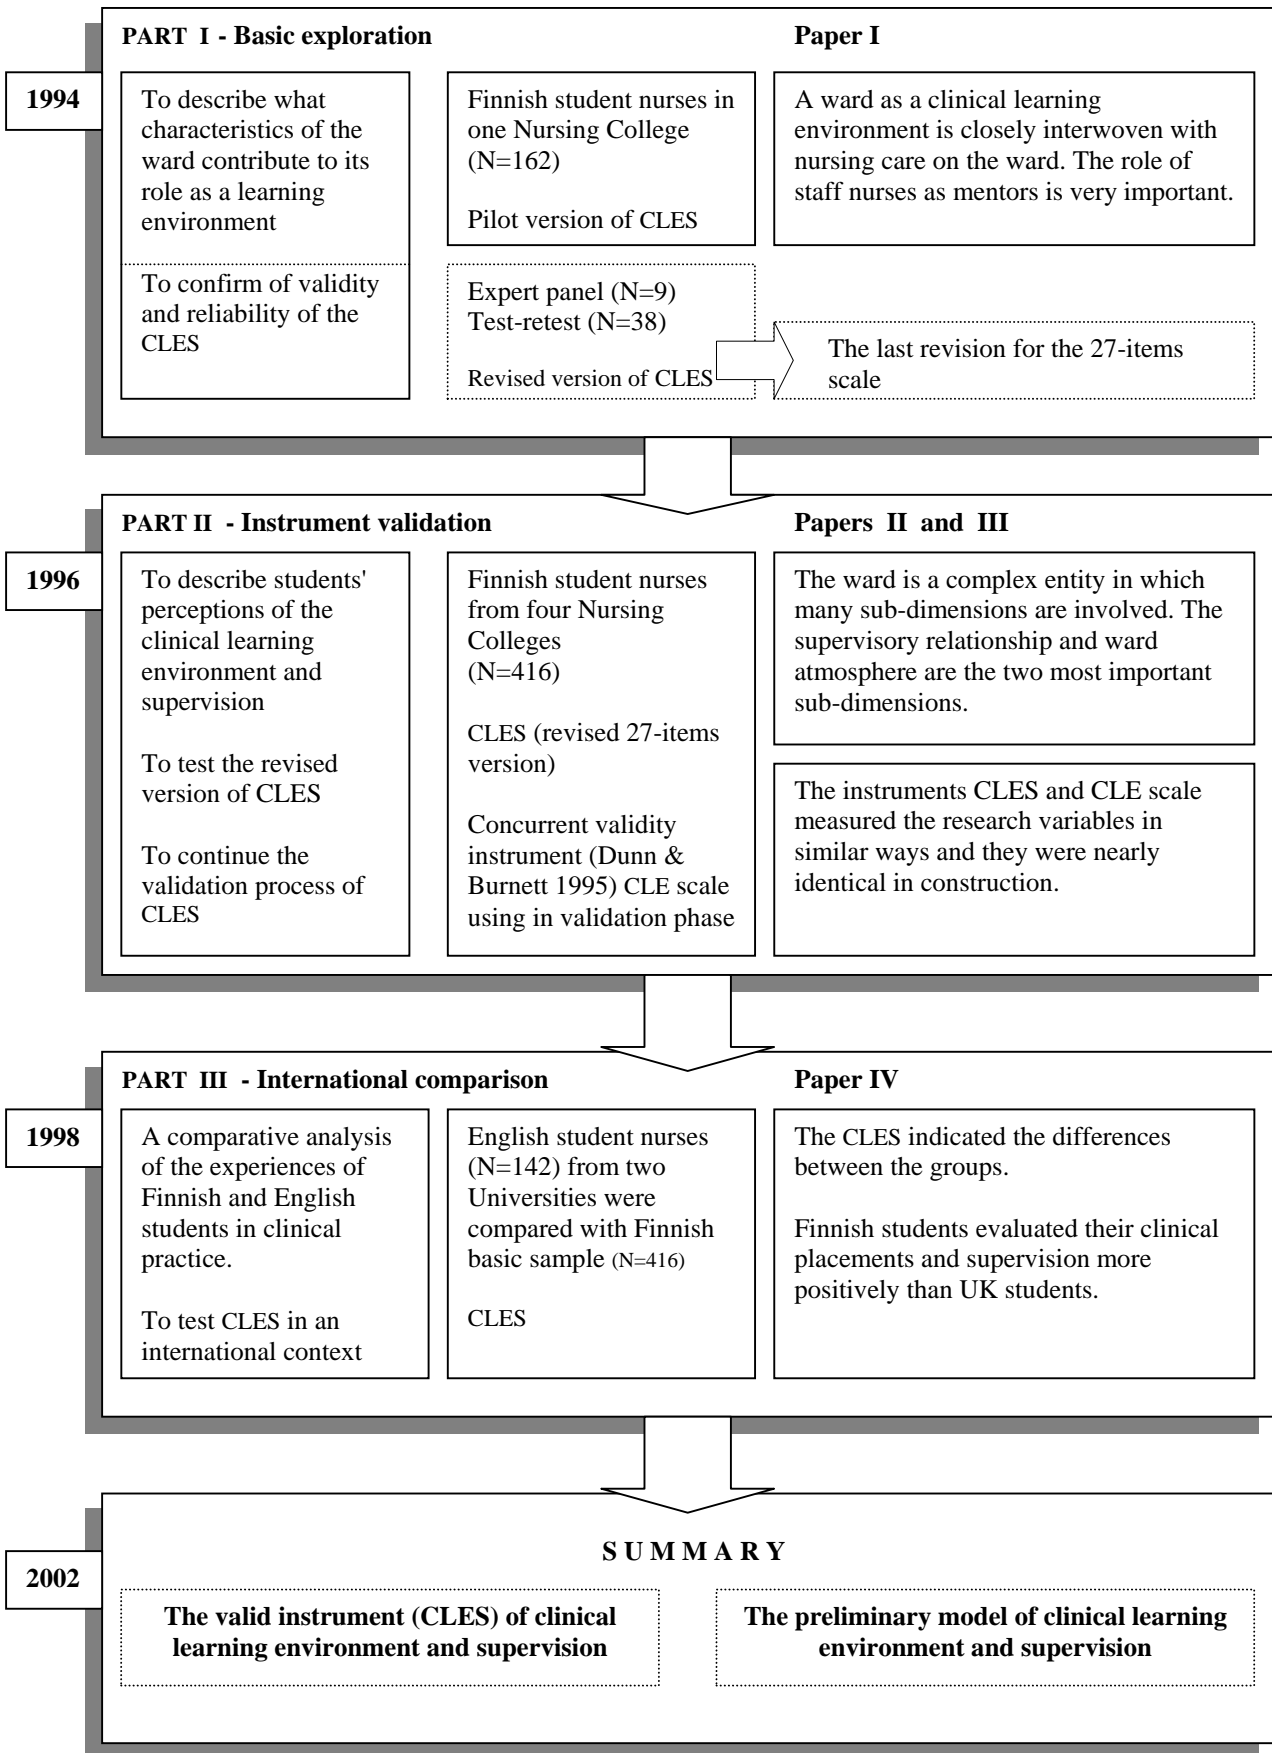 PART I - Basic exploration
Paper I
1994
To describe what
characteristics of the
ward contribute to its
role as a learning
environment
To confirm of validity
and reliability of the
CLES
Finnish student nurses in
one Nursing College
(N=162)
Pilot version of CLES
Expert panel (N=9)
Test-retest (N=38)
Revised version of CLES
A ward as a clinical learning
environment is closely interwoven with
nursing care on the ward. The role of
staff nurses as mentors is very important.
The last revision for the 27-items
scale
PART II - Instrument validation
Papers II and III
1996
To describe students'
perceptions of the
clinical learning
environment and
supervision
To test the revised
version of CLES
To continue the
validation process of
CLES
Finnish student nurses
from four Nursing
Colleges
(N=416)
CLES (revised 27-items
version)
Concurrent validity
instrument (Dunn &
Burnett 1995) CLE scale
using in validation phase
The ward is a complex entity in which
many sub-dimensions are involved. The
supervisory relationship and ward
atmosphere are the two most important
sub-dimensions.
The instruments CLES and CLE scale
measured the research variables in
similar ways and they were nearly
identical in construction.
PART III - International comparison
Paper IV
1998
A comparative analysis
of the experiences of
Finnish and English
students in clinical
practice.
To test CLES in an
international context
English student nurses
(N=142) from two
Universities were
compared with Finnish
basic sample (N=416)
CLES
The CLES indicated the differences
between the groups.
Finnish students evaluated their clinical
placements and supervision more
positively than UK students.
2002
S U M M A R Y
The valid instrument (CLES) of clinical
learning environment and supervision
The preliminary model of clinical learning
environment and supervision